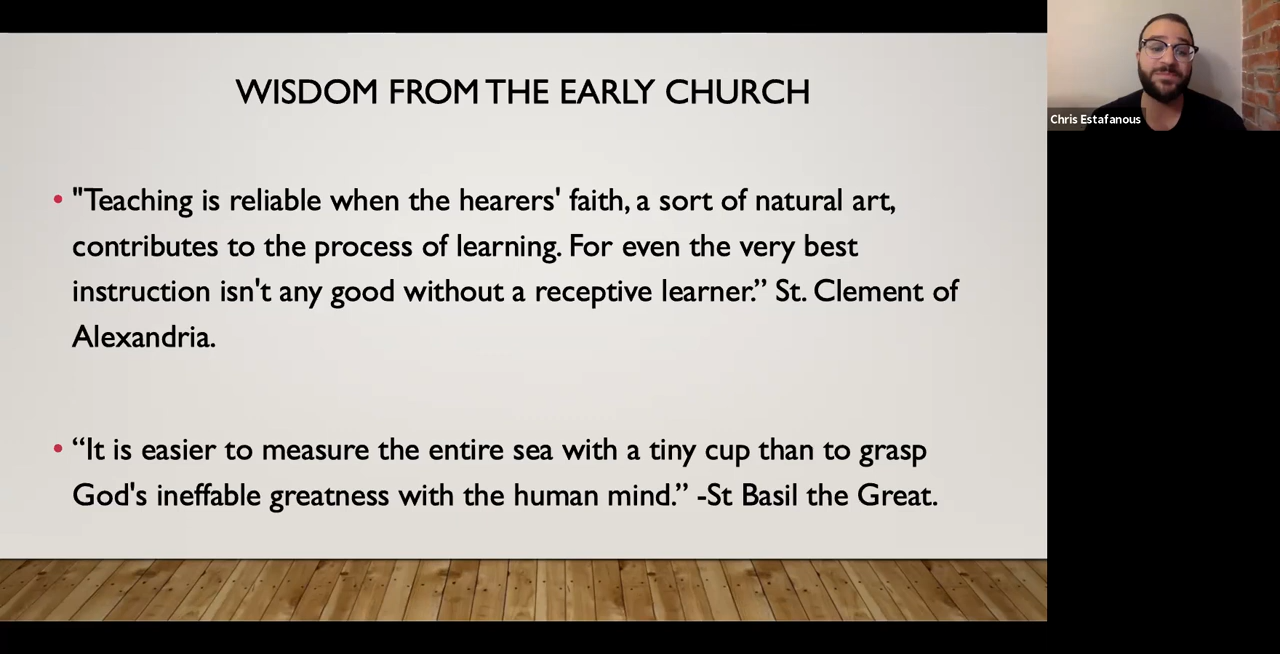 WISDOM FROM THE EARLY CHURCH
• "Teaching is reliable when the hearers' faith, a sort of natural art,
contributes to the process of learning. For even the very best
instruction isn't any good without a receptive learner.” St. Clement of
Alexandria.
• “It is easier to measure the entire sea with a tiny cup than to grasp
God's ineffable greatness with the human mind.” -St Basil the Great.
Chris Estafanous